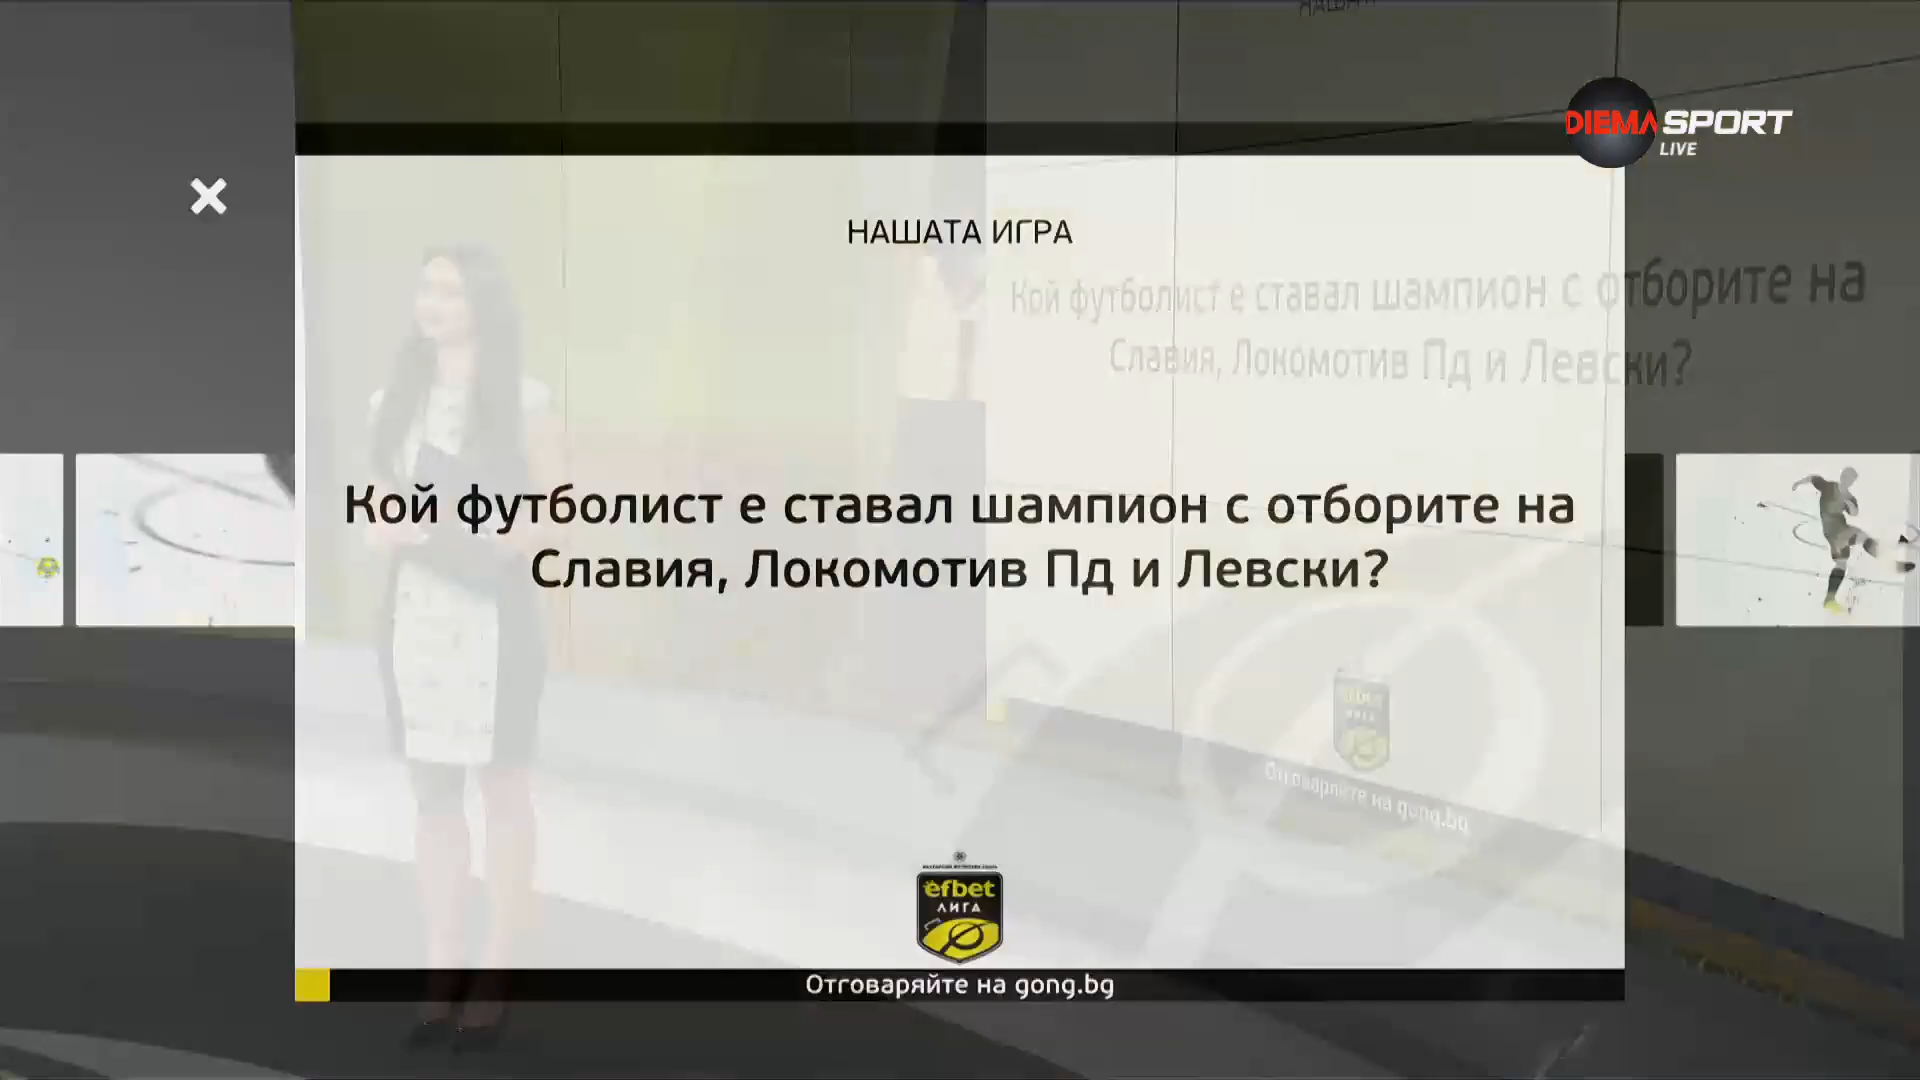 DIEMA SPORT
LIVE
НАШАТА ИГРА
Кой футболист е ставал шампион с отборите на
Славия, Локомотив Пд и Левски?
Кой футболист е ставал шампион с отборите на
Славия, Локомотив Пд и Левски?
efbet
ЛИГА
Отговаряйте на gong.bg
Отговаряйте на gong.bg